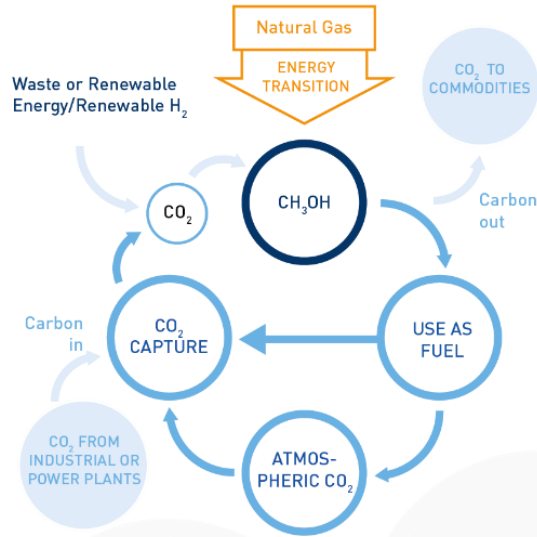 Natural Gas
ENERGY
TRANSITION
CO₂ TO
COMMODITIES
Waste or Renewable
Energy/Renewable H₂
CO₂
CH₃OH
Carbon
out
Carbon
in
CO₂
CAPTURE
USE AS
FUEL
CO₂ FROM
INDUSTRIAL OR
POWER PLANTS
ATMOS-
PHERIC CO₂